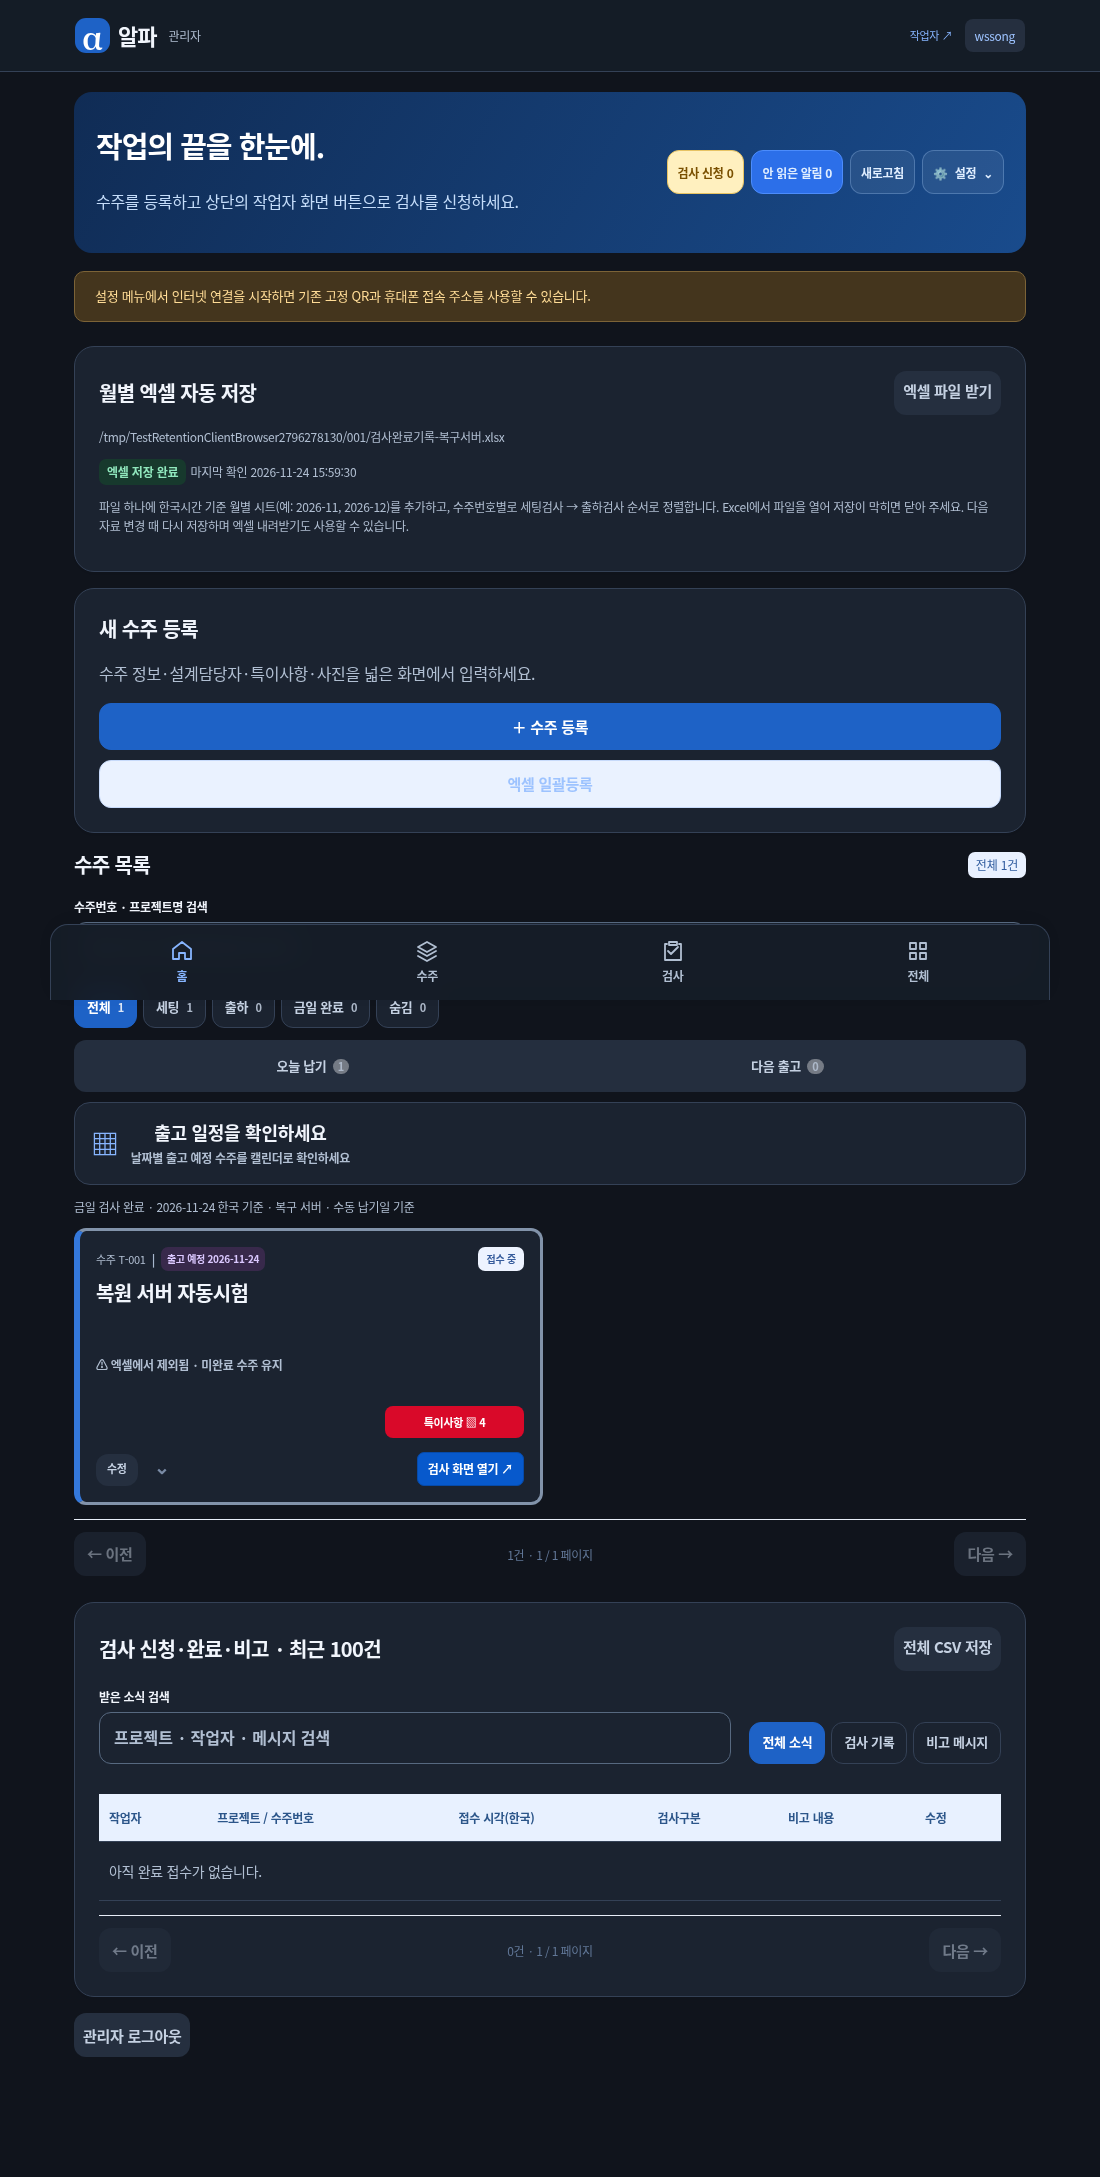 α 알파 관리자
작업자 ↗
wssong
작업의 끝을 한눈에.
수주를 등록하고 상단의 작업자 화면 버튼으로 검사를 신청하세요.
검사 신청 0
안 읽은 알림 0
새로고침
⚙️ 설정 ⌄
설정 메뉴에서 인터넷 연결을 시작하면 기존 고정 QR과 휴대폰 접속 주소를 사용할 수 있습니다.
월별 엑셀 자동 저장
엑셀 파일 받기
/tmp/TestRetentionClientBrowser2796278130/001/검사완료기록-복구서버.xlsx
엑셀 저장 완료 마지막 확인 2026-11-24 15:59:30
파일 하나에 한국시간 기준 월별 시트(예: 2026-11, 2026-12)를 추가하고, 수주번호별로 세팅검사 → 출하검사 순서로 정렬합니다. Excel에서 파일을 열어 저장이 막히면 닫아 주세요. 다음
자료 변경 때 다시 저장하며 엑셀 내려받기도 사용할 수 있습니다.
새 수주 등록
수주 정보·설계담당자·특이사항·사진을 넓은 화면에서 입력하세요.
＋ 수주 등록
엑셀 일괄등록
수주 목록
전체 1건
수주번호 · 프로젝트명 검색
홈
수주
검사
전체
전체 1
세팅 1
출하 0
금일 완료 0
숨김 0
오늘 납기 1
다음 출고 0
출고 일정을 확인하세요
날짜별 출고 예정 수주를 캘린더로 확인하세요
금일 검사 완료 · 2026-11-24 한국 기준 · 복구 서버 · 수동 납기일 기준
수주 T-001 | 출고 예정 2026-11-24
접수 중
복원 서버 자동시험
⚠ 엑셀에서 제외됨 · 미완료 수주 유지
특이사항 ▧ 4
수정 ⌄
검사 화면 열기 ↗
← 이전
1건 · 1 / 1 페이지
다음 →
검사 신청·완료·비고 · 최근 100건
전체 CSV 저장
받은 소식 검색
프로젝트 · 작업자 · 메시지 검색
전체 소식
검사 기록
비고 메시지
작업자 프로젝트 / 수주번호 접수 시각(한국) 검사구분 비고 내용 수정
아직 완료 접수가 없습니다.
← 이전
0건 · 1 / 1 페이지
다음 →
관리자 로그아웃